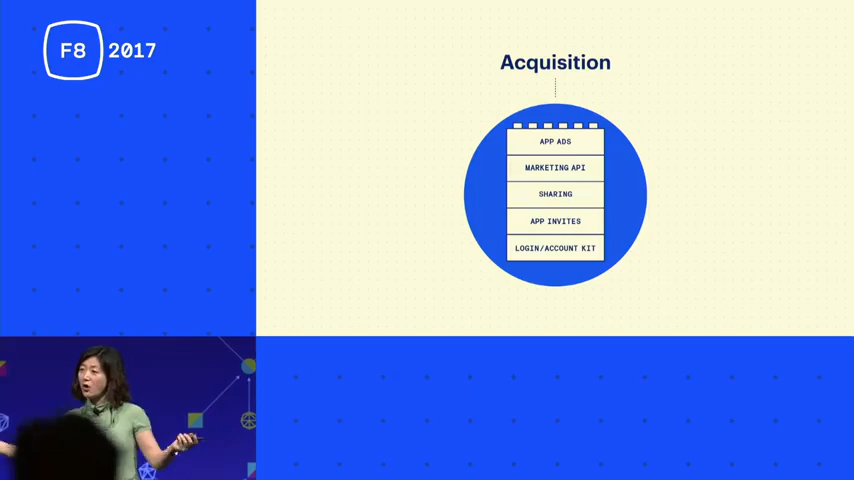 F8 2017
Acquisition
APP ADS
MARKETING API
SHARING
APP INVITES
LOGIN/ACCOUNT KIT